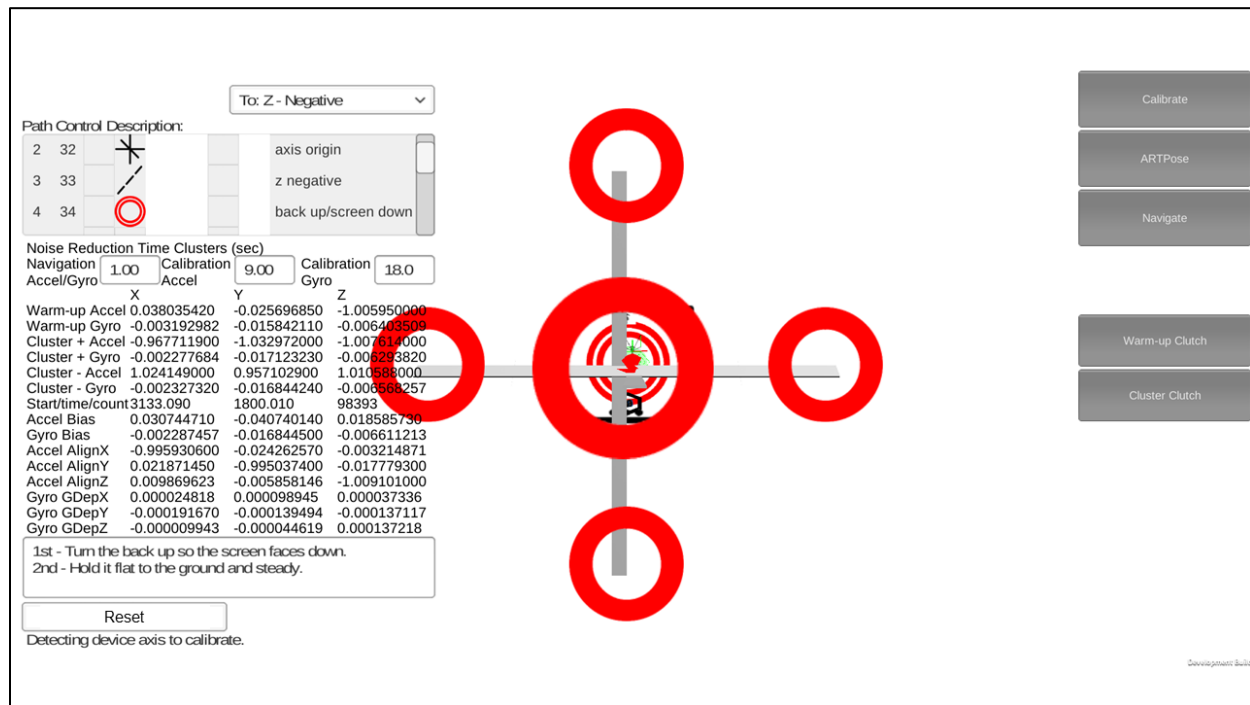 To: Z - Negative
Path Control Description:
2 32 axis origin
3 33 z negative
4 34 back up/screen down
Noise Reduction Time Clusters (sec)
Navigation Accel/Gyro 1.00 Calibration Accel 9.00 Calibration Gyro 18.0
X Y Z
Warm-up Accel 0.038035420 -0.025696850 -1.005950000
Warm-up Gyro -0.003192982 -0.015842110 -0.006403509
Cluster + Accel -0.967711900 -1.032972000 -1.007614000
Cluster + Gyro -0.002277684 -0.017123230 -0.006293820
Cluster - Accel 1.024149000 0.957102900 1.010588000
Cluster - Gyro -0.002327320 -0.016844240 -0.006568257
Start/time/count 3133.090 1800.010 98393
Accel Bias 0.030744710 -0.040740140 0.018585730
Gyro Bias -0.002287457 -0.016844500 -0.006611213
Accel AlignX -0.995930600 -0.024262570 -0.003214871
Accel AlignY 0.021871450 -0.995037400 -0.017779300
Accel AlignZ 0.009869623 -0.005858146 -1.009101000
Gyro GDepX 0.000024818 0.000098945 0.000037336
Gyro GDepY -0.000191670 -0.000139494 -0.000137117
Gyro GDepZ -0.000009943 -0.000044619 0.000137218
1st - Turn the back up so the screen faces down.
2nd - Hold it flat to the ground and steady.
Reset
Detecting device axis to calibrate.
Calibrate
ARTPose
Navigate
Warm-up Clutch
Cluster Clutch
Development Build